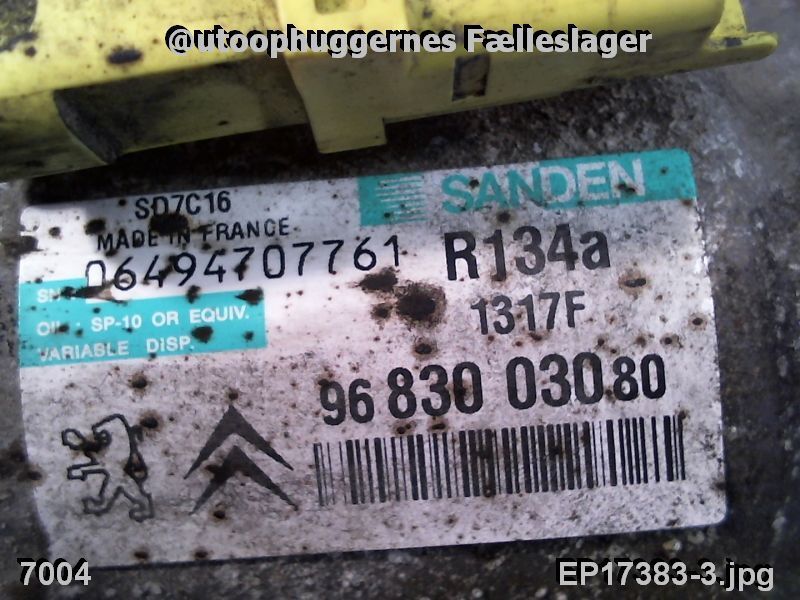 @utoophuggernes Fælleslager
SANDEN
SD7C16
MADE IN FRANCE
06494707761
R134a
SN
1317F
OIL : SP-10 OR EQUIV.
VARIABLE DISP.
96 830 030 80
7004
EP17383-3.jpg